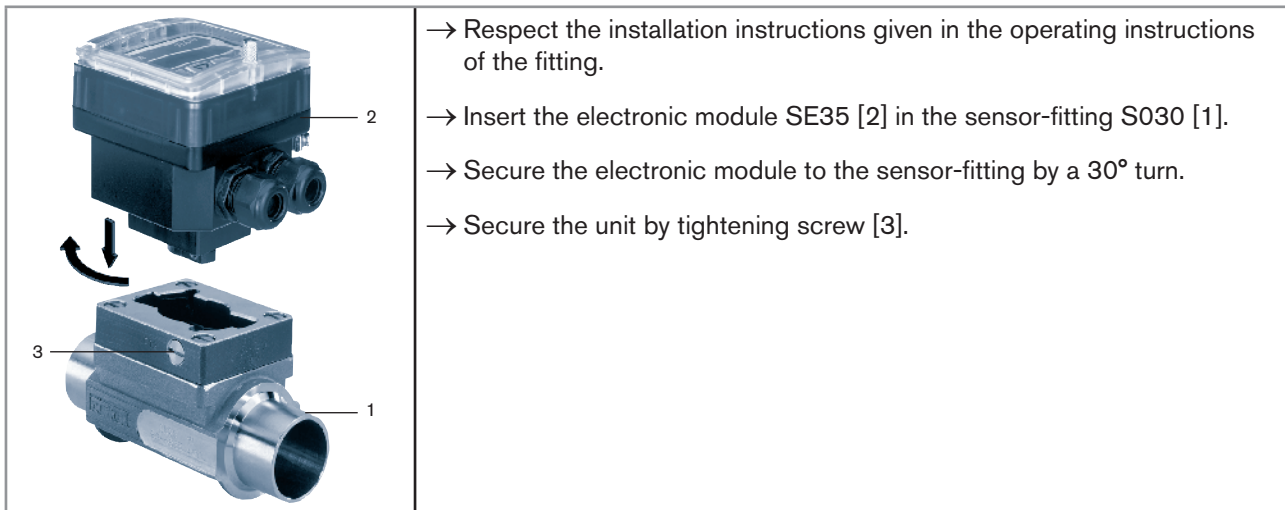 → Respect the installation instructions given in the operating instructions
of the fitting.
→ Insert the electronic module SE35 [2] in the sensor-fitting S030 [1].
→ Secure the electronic module to the sensor-fitting by a 30° turn.
→ Secure the unit by tightening screw [3].
2
3
1